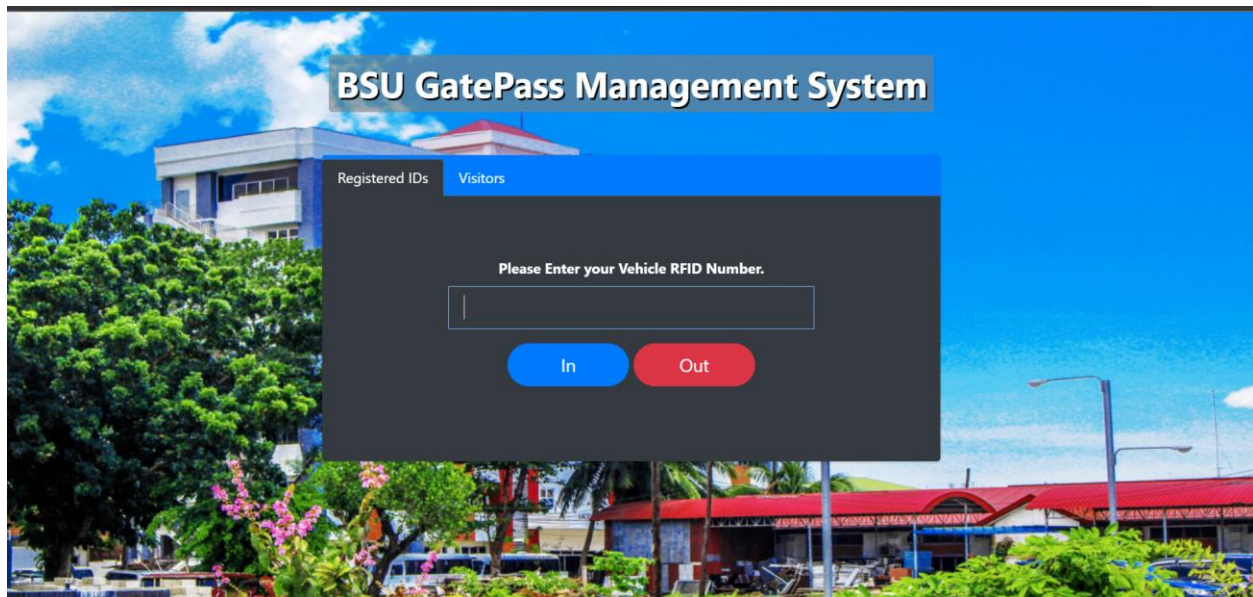 BSU GatePass Management System
Registered IDs Visitors
Please Enter your Vehicle RFID Number.
In Out